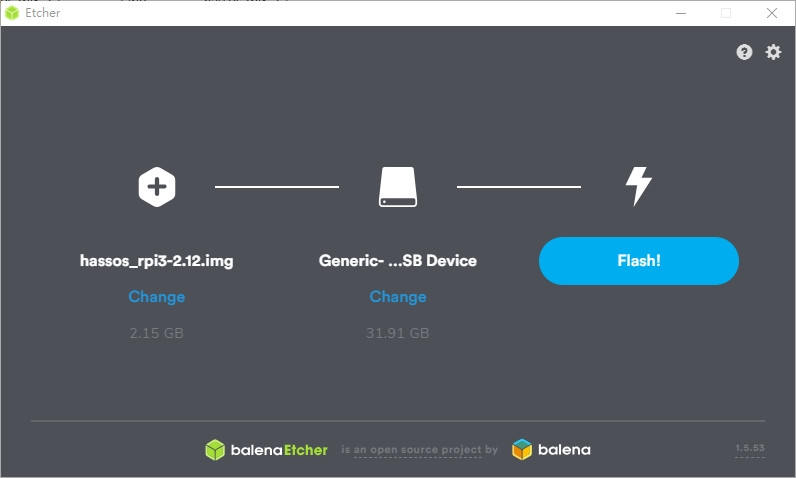 Etcher
hassos_rpi3-2.12.img
Generic- ...SB Device
Flash!
Change
Change
2.15 GB
31.91 GB
balenaEtcher is an open source project by balena
1.5.53